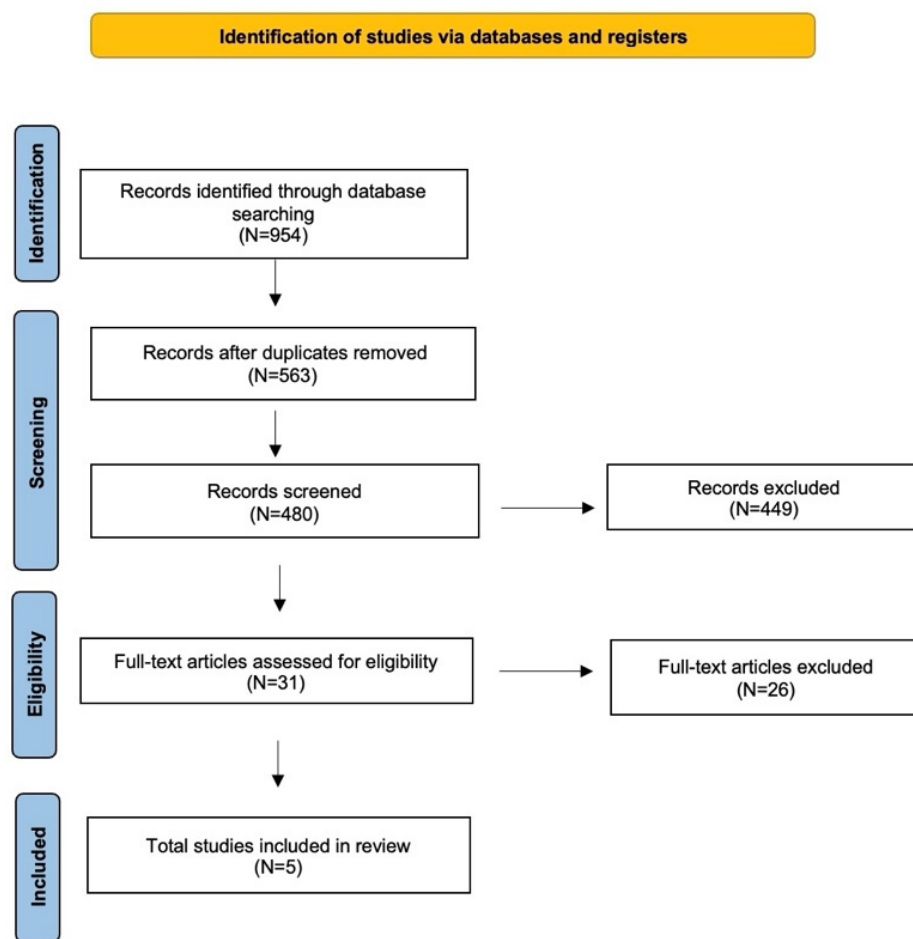 Identification of studies via databases and registers
Identification
Records identified through database
searching
(N=954)
Screening
Records after duplicates removed
(N=563)
Records screened
(N=480)
Records excluded
(N=449)
Eligibility
Full-text articles assessed for eligibility
(N=31)
Full-text articles excluded
(N=26)
Included
Total studies included in review
(N=5)